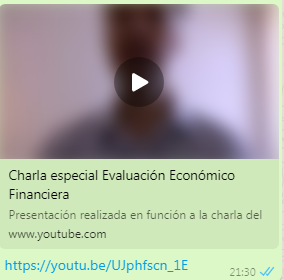 Charla especial Evaluación Económico
Financiera
Presentación realizada en función a la charla del
www.youtube.com
https://youtu.be/UJphfscn_1E
21:30